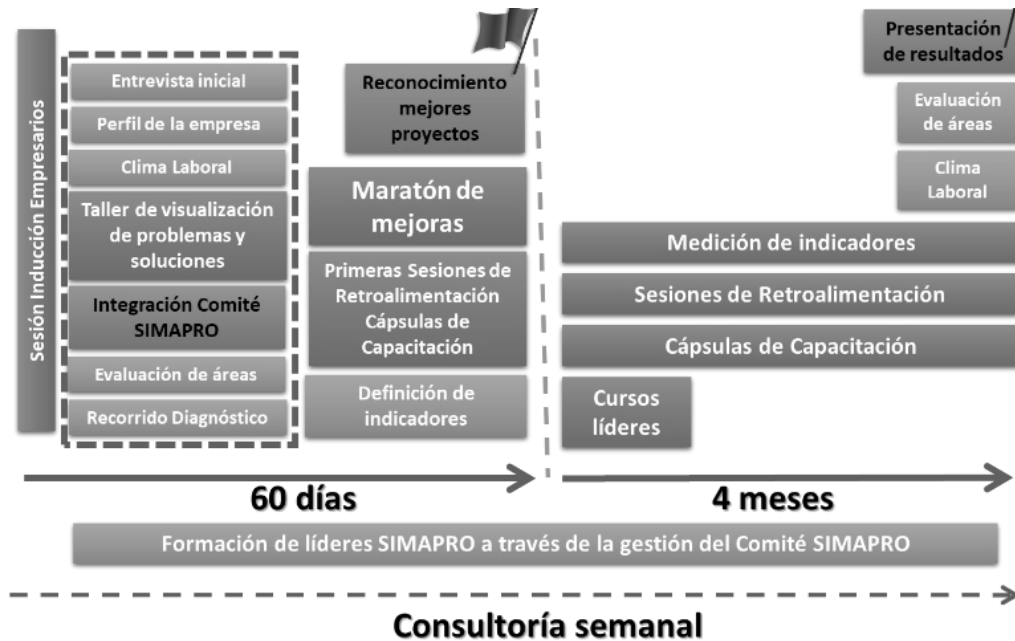 Sesión Inducción Empresarios
Entrevista inicial
Perfil de la empresa
Clima Laboral
Taller de visualización
de problemas y
soluciones
Integración Comité
SIMAPRO
Evaluación de áreas
Recorrido Diagnóstico
Reconocimiento
mejores
proyectos
Maratón de
mejoras
Primeras Sesiones de
Retroalimentación
Cápsulas de
Capacitación
Definición de
indicadores
Presentación
de resultados
Evaluación
de áreas
Clima
Laboral
Medición de indicadores
Sesiones de Retroalimentación
Cápsulas de Capacitación
Cursos
líderes
60 días
4 meses
Formación de líderes SIMAPRO a través de la gestión del Comité SIMAPRO
Consultoría semanal